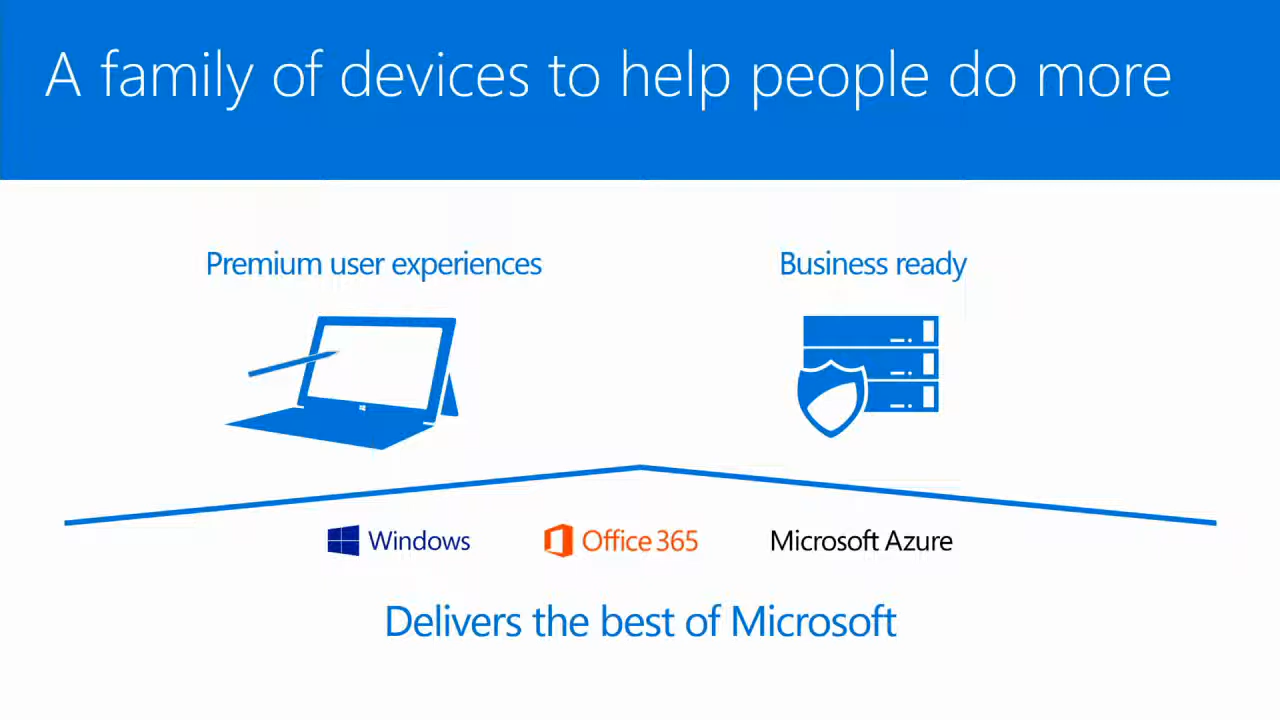 A family of devices to help people do more
Premium user experiences
Business ready
Windows
Office 365
Microsoft Azure
Delivers the best of Microsoft